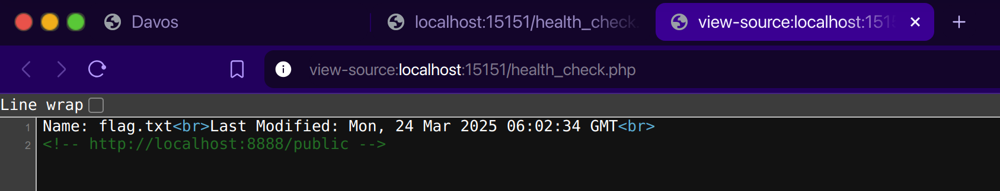 Davos
localhost:15151/health_check.
view-source:localhost:1515
view-source:localhost:15151/health_check.php
Line wrap
1 Name: flag.txt<br>Last Modified: Mon, 24 Mar 2025 06:02:34 GMT<br>
2 <!-- http://localhost:8888/public -->